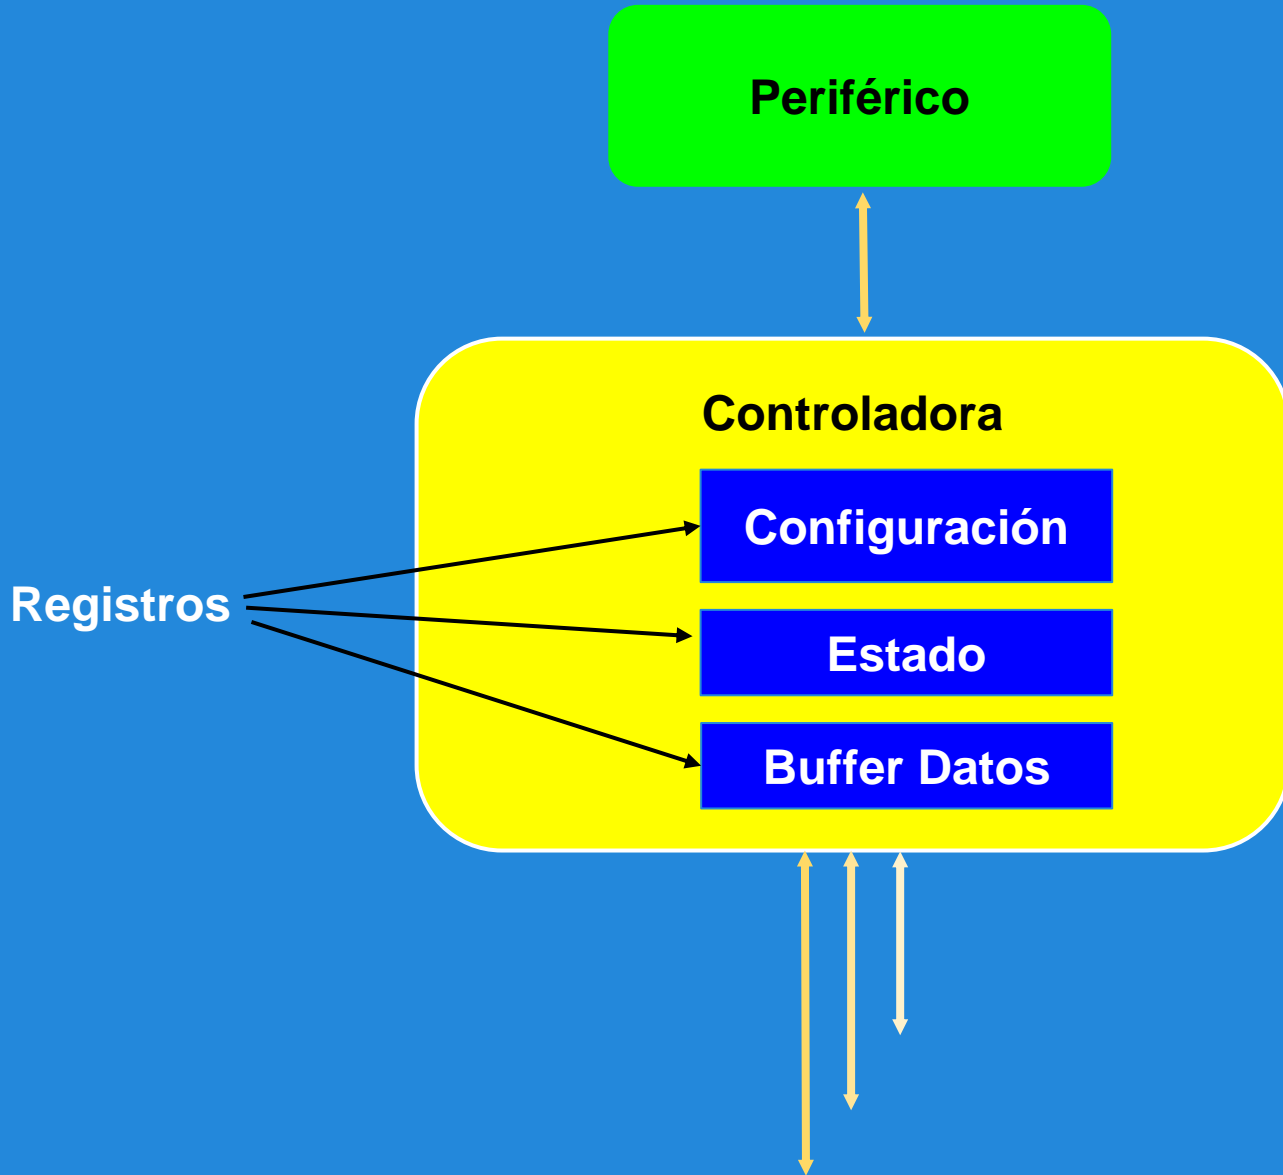 Periférico
Controladora
Configuración
Registros
Estado
Buffer Datos